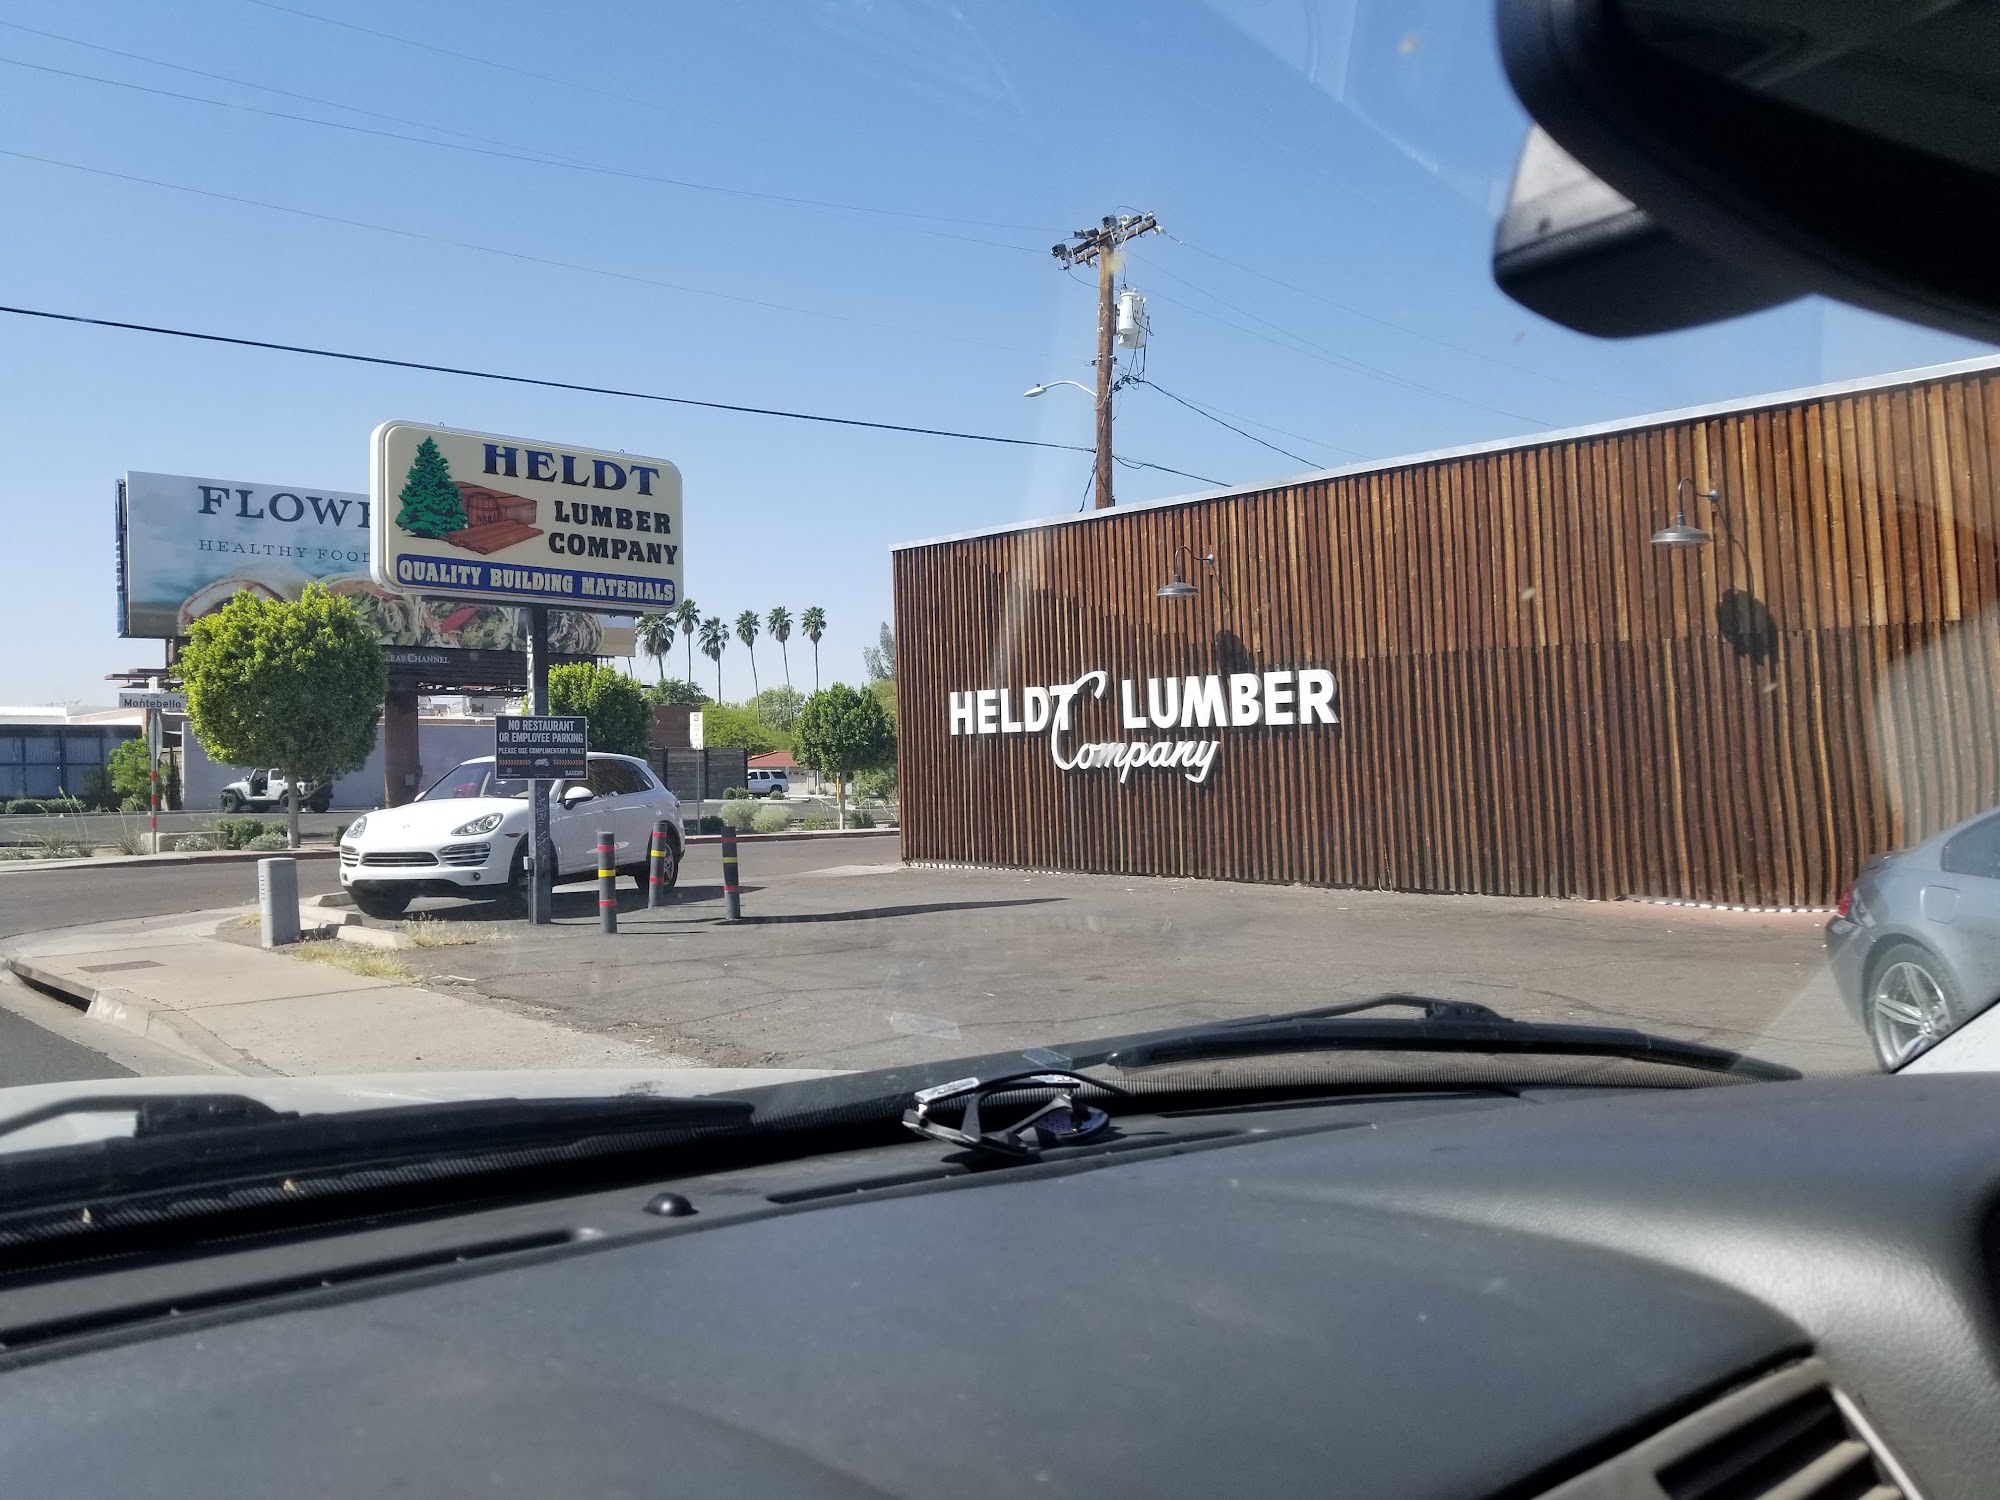 FLOWE
HEALTHY FOOD
HELDT
LUMBER
COMPANY
QUALITY BUILDING MATERIALS
Montebello
NO RESTAURANT
OR EMPLOYEE PARKING
PLEASE USE COMPLIMENTARY VALET
BARRIO
HELDT LUMBER
Company